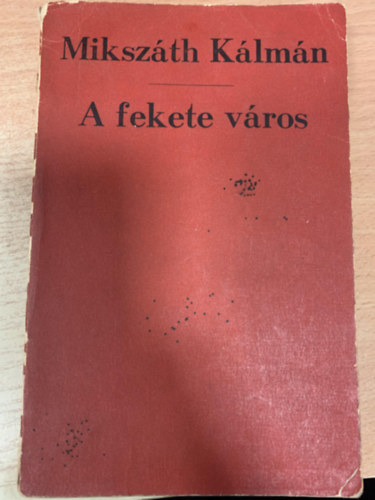 Mikszáth Kálmán
A fekete város